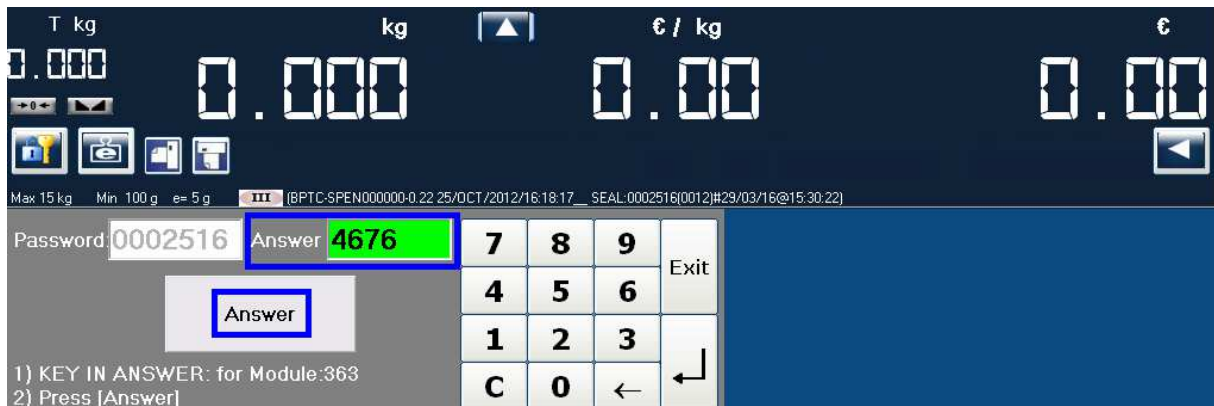 T kg kg € / kg €
0.000 0.000 0.00 0.00
→0←
e
Max 15 kg Min 100 g e= 5 g III (BPTC-SPEN000000-0.22 25/OCT/2012/16:18:17__ SEAL:0002516(0012)#29/03/16@15:30:22)
Password: 0002516 Answer 4676
7 8 9 Exit
4 5 6
Answer
1 2 3
1) KEY IN ANSWER: for Module:363
C 0 ←
2) Press [Answer]